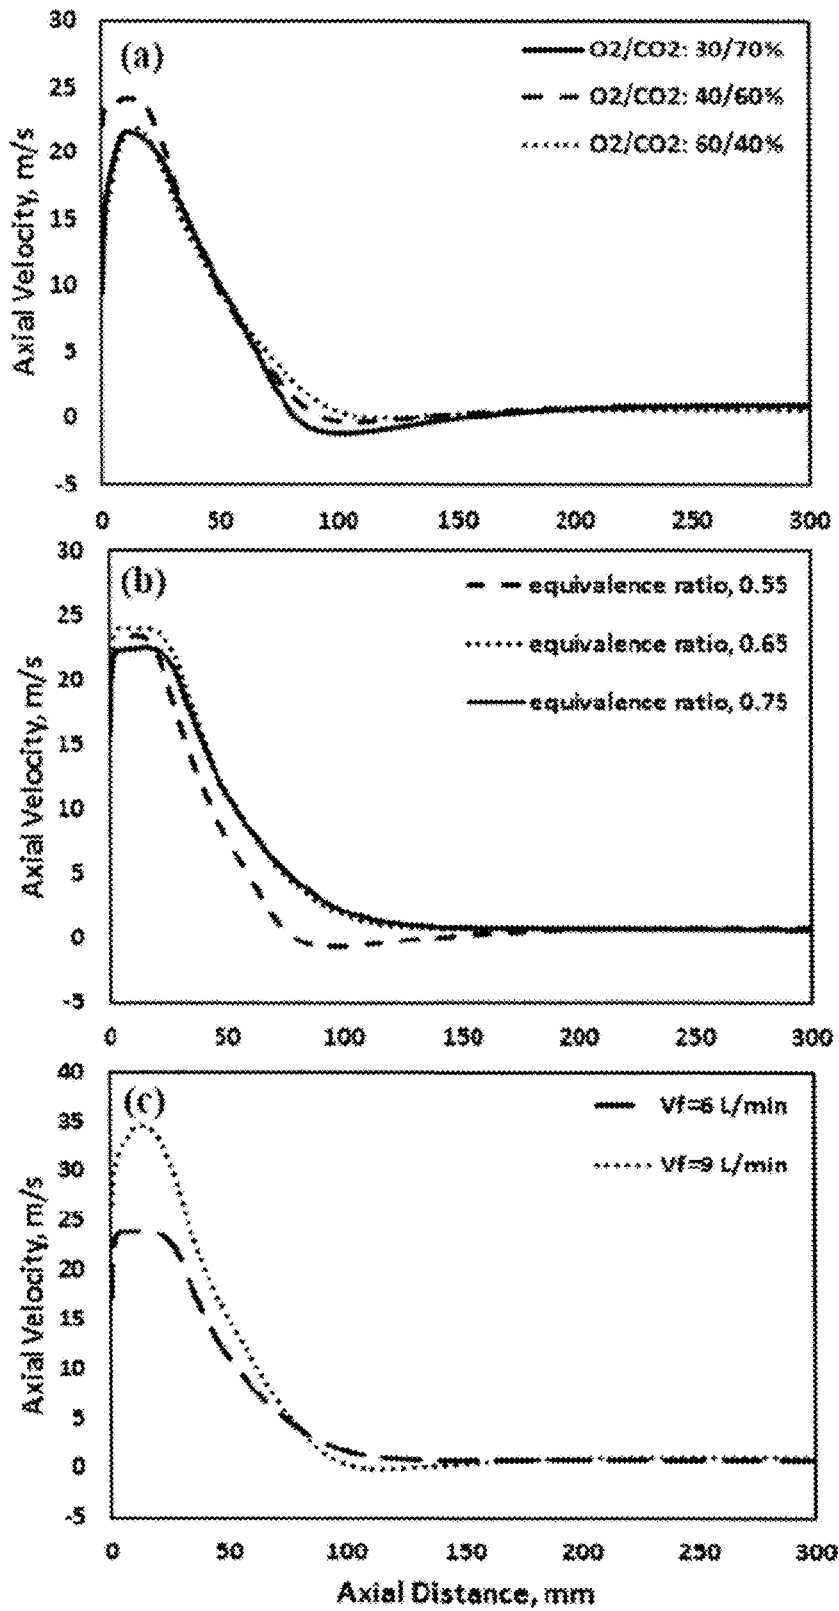 (a)
O2/CO2: 30/70%
O2/CO2: 40/60%
O2/CO2: 60/40%
Axial Velocity, m/s
30
25
20
15
10
5
0
-5
0 50 100 150 200 250 300
(b)
equivalence ratio, 0.55
equivalence ratio, 0.65
equivalence ratio, 0.75
Axial Velocity, m/s
30
25
20
15
10
5
0
-5
0 50 100 150 200 250 300
(c)
Vf=6 L/min
Vf=9 L/min
Axial Velocity, m/s
40
35
30
25
20
15
10
5
0
-5
0 50 100 150 200 250 300
Axial Distance, mm